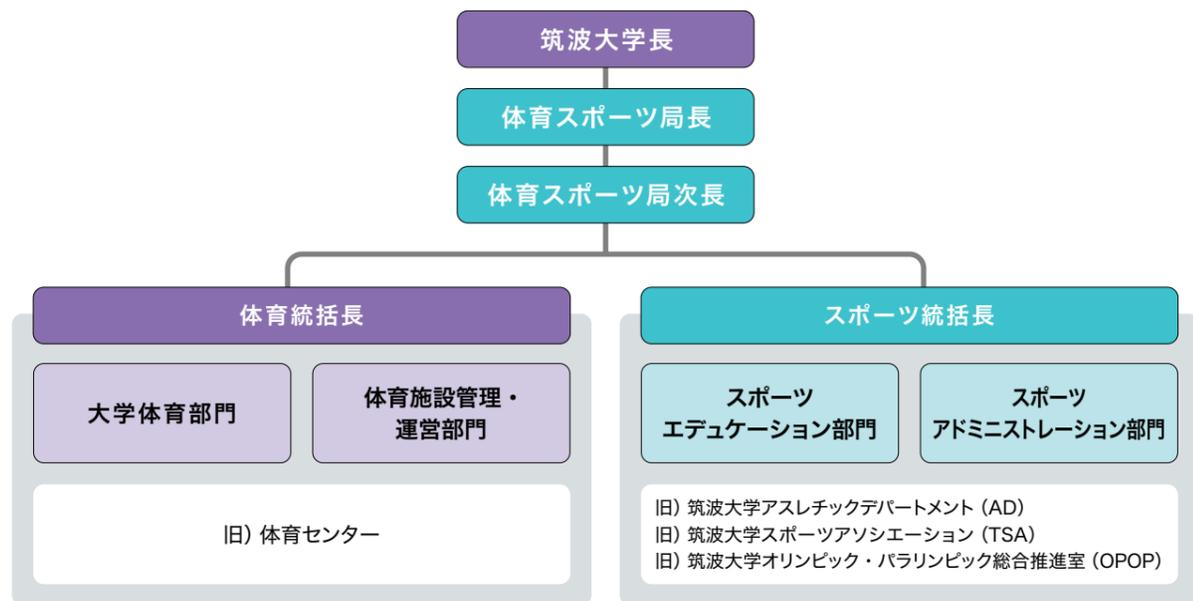 筑波大学長
体育スポーツ局長
体育スポーツ局次長
体育統括長
大学体育部門
体育施設管理・
運営部門
旧）体育センター
スポーツ統括長
スポーツ
エデュケーション部門
スポーツ
アドミニストレーション部門
旧）筑波大学アスレチックデパートメント（AD）
旧）筑波大学スポーツアソシエーション（TSA）
旧）筑波大学オリンピック・パラリンピック総合推進室（OPOP）